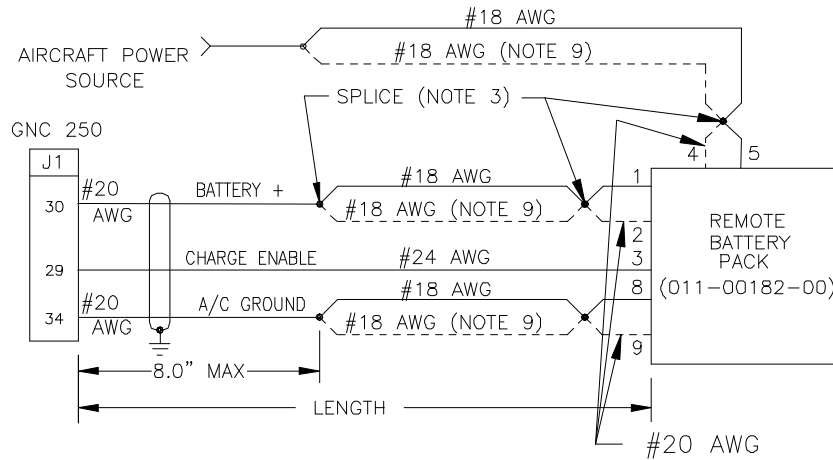 #18 AWG
AIRCRAFT POWER
SOURCE
#18 AWG (NOTE 9)
SPLICE (NOTE 3)
GNC 250
J1
4
5
30
#20
AWG
BATTERY +
#18 AWG
#18 AWG (NOTE 9)
1
2
29
CHARGE ENABLE
#24 AWG
3
34
#20
AWG
A/C GROUND
#18 AWG
#18 AWG (NOTE 9)
8
9
REMOTE
BATTERY
PACK
(011-00182-00)
8.0" MAX
LENGTH
#20 AWG